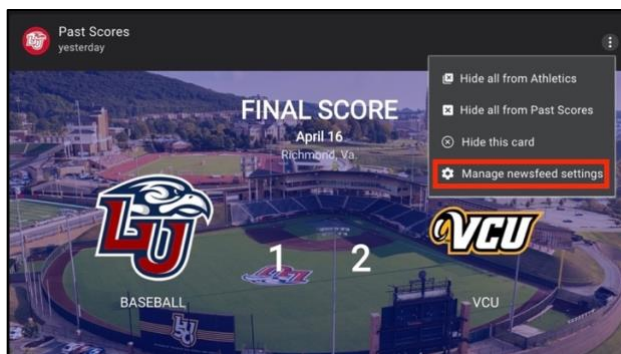 Past Scores
yesterday
Hide all from Athletics
Hide all from Past Scores
Hide this card
Manage newsfeed settings
FINAL SCORE
April 16
Richmond, Va.
LU
VCU
1 2
BASEBALL
VCU
LU